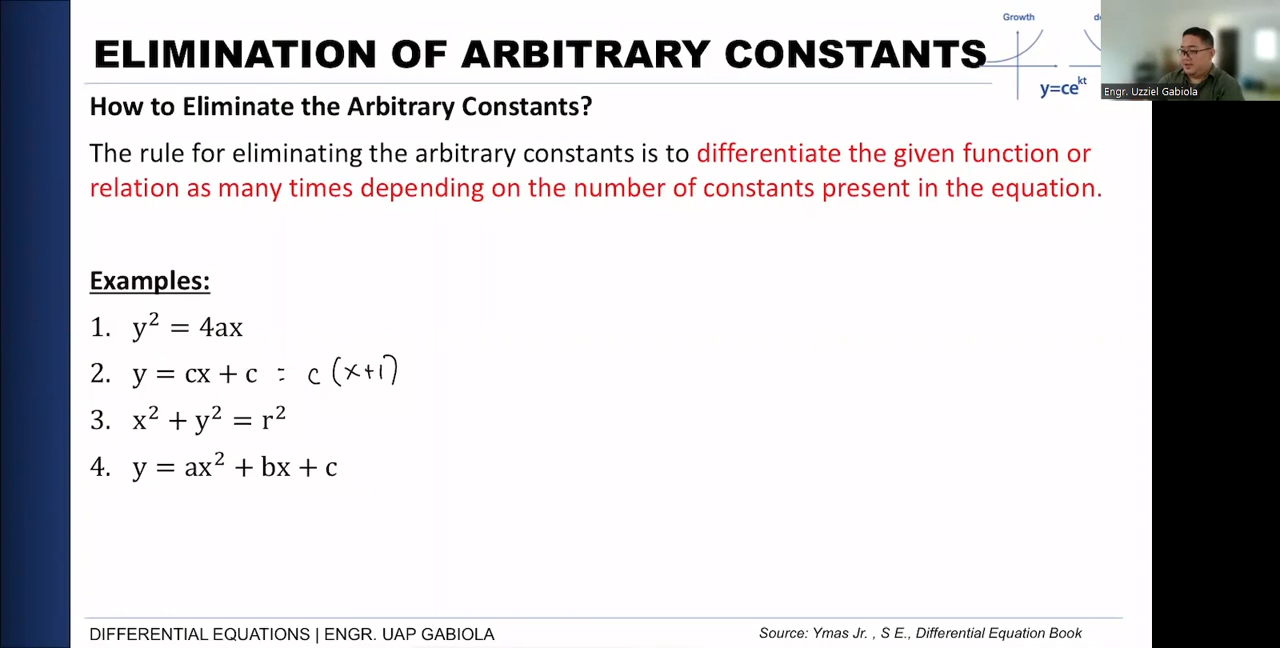 Growth
ELIMINATION OF ARBITRARY CONSTANTS
y=ce^kt
Engr. Uzziel Gabiola
How to Eliminate the Arbitrary Constants?
The rule for eliminating the arbitrary constants is to differentiate the given function or
relation as many times depending on the number of constants present in the equation.
Examples:
1. y² = 4ax
2. y = cx + c = c (x+1)
3. x² + y² = r²
4. y = ax² + bx + c
DIFFERENTIAL EQUATIONS | ENGR. UAP GABIOLA
Source: Ymas Jr. , S E., Differential Equation Book